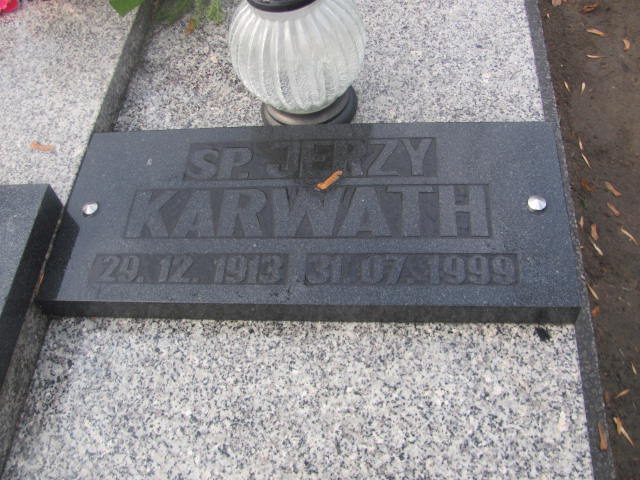 SP. JERZY
KARWATH
29. 12. 1913 31. 07. 1999